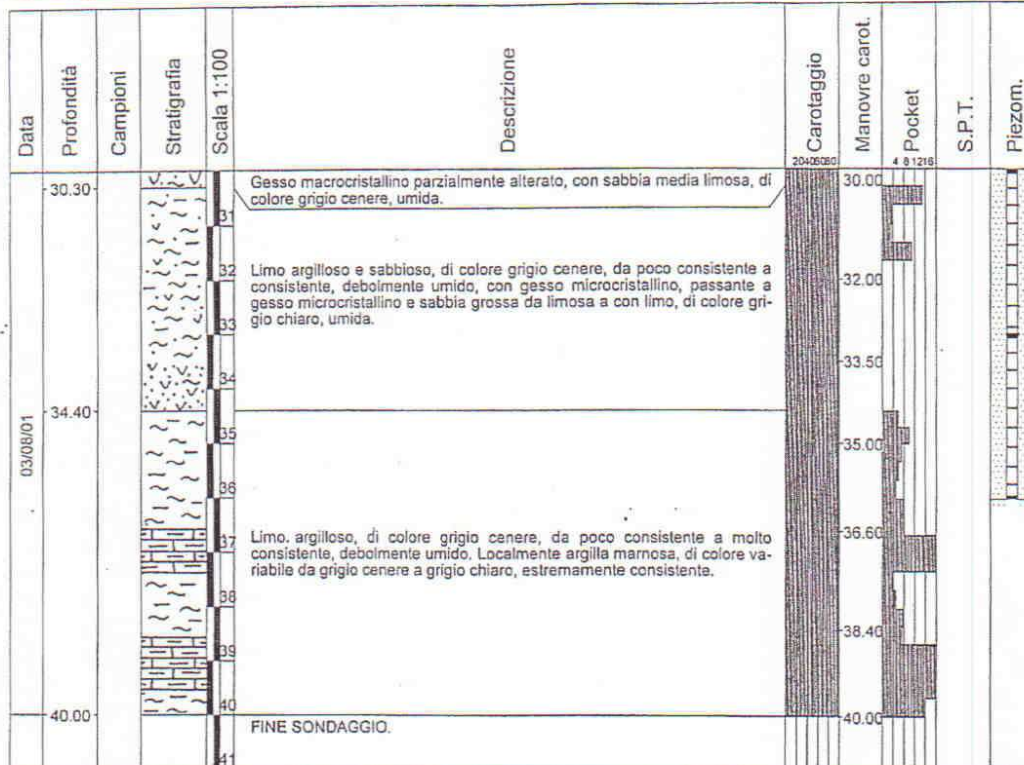 Data
Profondità
Campioni
Stratigrafia
Scala 1:100
Descrizione
Carotaggio
20406080
Manovre carot.
Pocket
4 8 1216
S.P.T.
Piezom.
30.30
Gesso macrocristallino parzialmente alterato, con sabbia media limosa, di
colore grigio cenere, umida.
30.00
31
32
Limo argilloso e sabbioso, di colore grigio cenere, da poco consistente a
consistente, debolmente umido, con gesso microcristallino, passante a
gesso microcristallino e sabbia grossa da limosa a con limo, di colore gri-
gio chiaro, umida.
32.00
33
33.50
34
34.40
03/08/01
35
35.00
36
36.60
37
Limo. argilloso, di colore grigio cenere, da poco consistente a molto
consistente, debolmente umido. Localmente argilla marnosa, di colore va-
riabile da grigio cenere a grigio chiaro, estremamente consistente.
38
38.40
39
40
40.00
FINE SONDAGGIO.
40.00
41